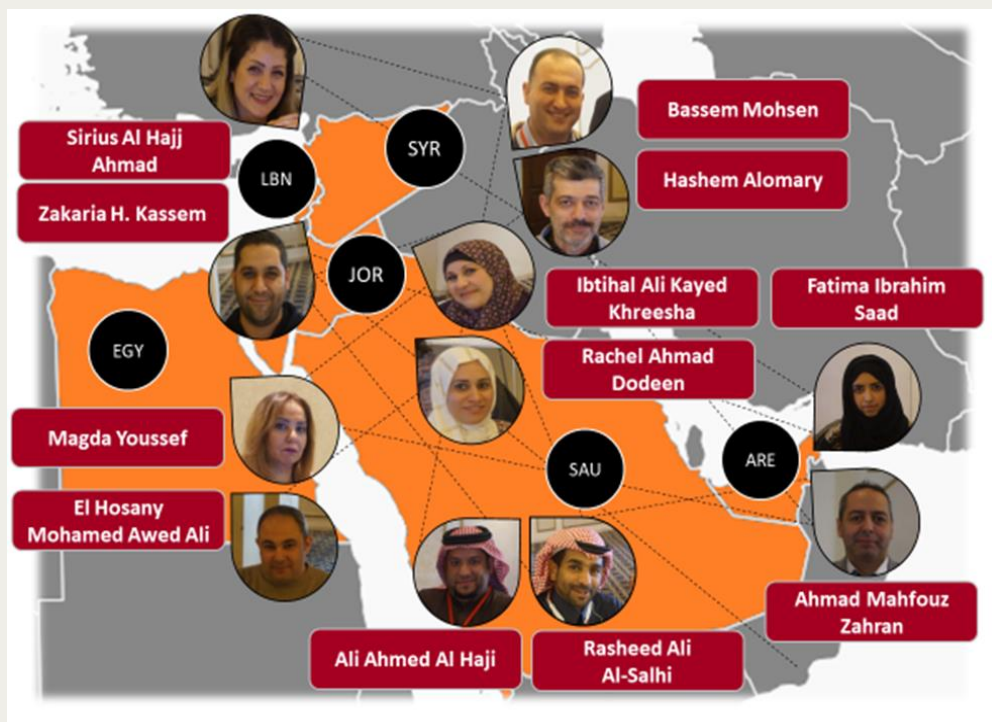 Sirius Al Hajj
Ahmad
Zakaria H. Kassem
LBN
SYR
Bassem Mohsen
Hashem Alomary
JOR
Ibtihal Ali Kayed
Khreesha
Fatima Ibrahim
Saad
EGY
Rachel Ahmad
Dodeen
Magda Youssef
SAU
ARE
El Hosany
Mohamed Awed Ali
Ahmad Mahfouz
Zahran
Ali Ahmed Al Haji
Rasheed Ali
Al-Salhi